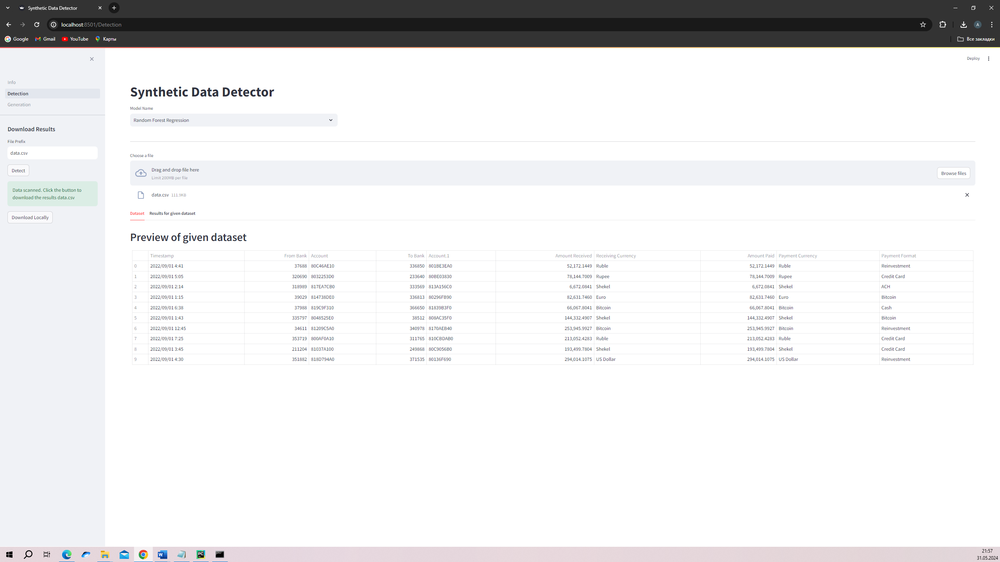 Synthetic Data Detector
localhost:8501/Detection
Google Gmail YouTube Карты Все закладки
Deploy
Info
Detection
Generation
Download Results
File Prefix
data.csv
Detect
Data scanned. Click the button to
download the results data.csv
Download Locally
Synthetic Data Detector
Model Name
Random Forest Regression
Choose a file
Drag and drop file here
Limit 200MB per file
Browse files
data.csv 111.9KB
Dataset Results for given dataset
Preview of given dataset
Timestamp From Bank Account To Bank Account.1 Amount Received Receiving Currency Amount Paid Payment Currency Payment Format
0 2022/09/01 4:41 37688 80C46AE10 336850 801BE3EA0 52,172.1449 Ruble 52,172.1449 Ruble Reinvestment
1 2022/09/01 5:05 320690 8032253D0 233640 80BE03830 78,144.7009 Rupee 78,144.7009 Rupee Credit Card
2 2022/09/01 2:14 318989 817EA7CB0 333569 813A156C0 6,672.0841 Shekel 6,672.0841 Shekel ACH
3 2022/09/01 1:15 39029 814738DE0 336813 80296FB90 82,631.7460 Euro 82,631.7460 Euro Bitcoin
4 2022/09/01 6:38 37988 819C9F310 366650 81839B3F0 66,067.8041 Bitcoin 66,067.8041 Bitcoin Cash
5 2022/09/01 1:43 335797 8048525E0 38512 808AC35F0 144,332.4907 Shekel 144,332.4907 Shekel Bitcoin
6 2022/09/01 12:45 34611 81209C5A0 340978 8170AEB40 253,945.9927 Bitcoin 253,945.9927 Bitcoin Reinvestment
7 2022/09/01 7:25 353719 800AF0A10 311765 810CBDAB0 213,052.4283 Ruble 213,052.4283 Ruble Credit Card
8 2022/09/01 3:45 211204 81037A100 249868 80C9056B0 193,499.7804 Shekel 193,499.7804 Shekel Credit Card
9 2022/09/01 4:30 351882 818D794A0 371535 80136F690 294,014.1075 US Dollar 294,014.1075 US Dollar Reinvestment
21:57
31.05.2024